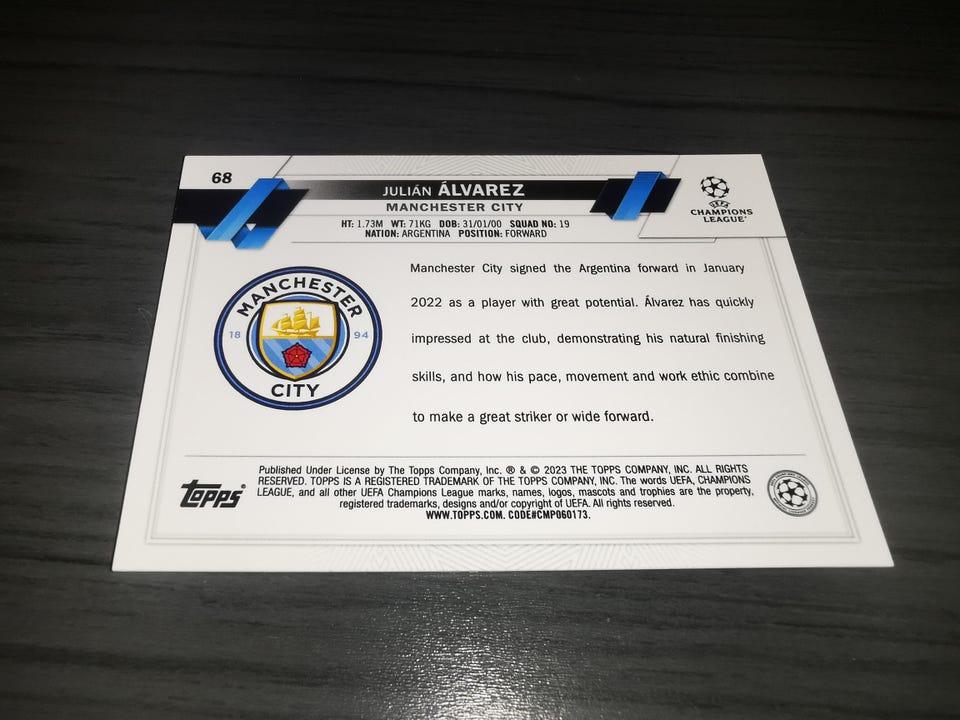 68
JULIÁN ÁLVAREZ
MANCHESTER CITY
HT: 1.73M WT: 71KG DOB: 31/01/00 SQUAD NO: 19
NATION: ARGENTINA POSITION: FORWARD
UEFA
CHAMPIONS
LEAGUE®
MANCHESTER
18 94
CITY
Manchester City signed the Argentina forward in January
2022 as a player with great potential. Álvarez has quickly
impressed at the club, demonstrating his natural finishing
skills, and how his pace, movement and work ethic combine
to make a great striker or wide forward.
Topps®
Published Under License by The Topps Company, Inc. ® & © 2023 THE TOPPS COMPANY, INC. ALL RIGHTS
RESERVED. TOPPS IS A REGISTERED TRADEMARK OF THE TOPPS COMPANY, INC. The words UEFA, CHAMPIONS
LEAGUE, and all other UEFA Champions League marks, names, logos, mascots and trophies are the property,
registered trademarks, designs and/or copyright of UEFA. All rights reserved.
WWW.TOPPS.COM. CODE#CMP060173.